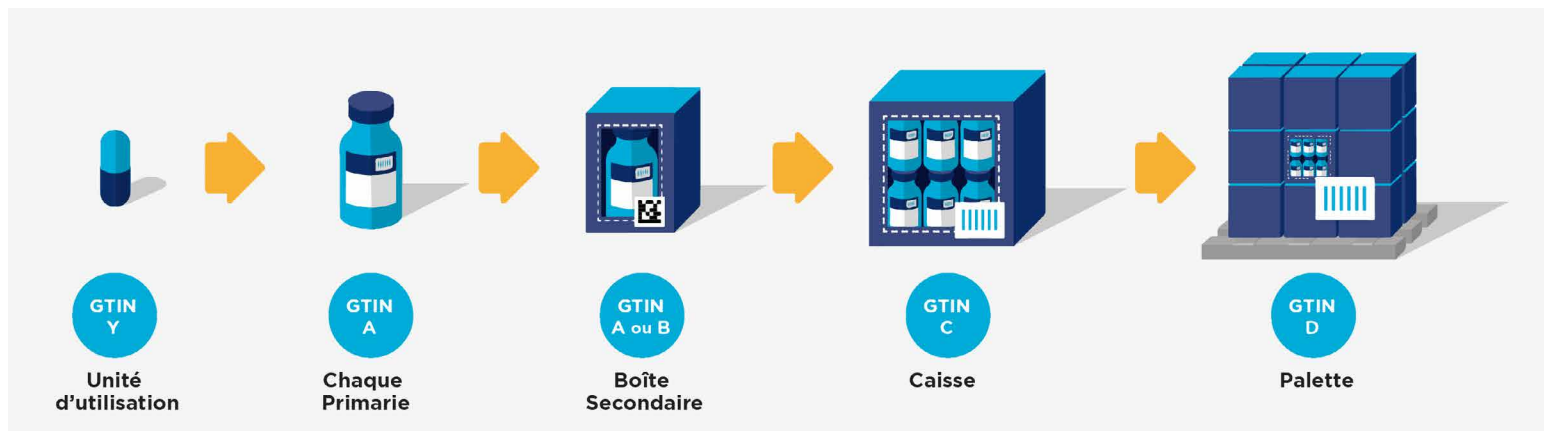 GTIN
Y
GTIN
A
GTIN
A ou B
GTIN
C
GTIN
D
Unité
d’utilisation
Chaque
Primarie
Boîte
Secondaire
Caisse
Palette